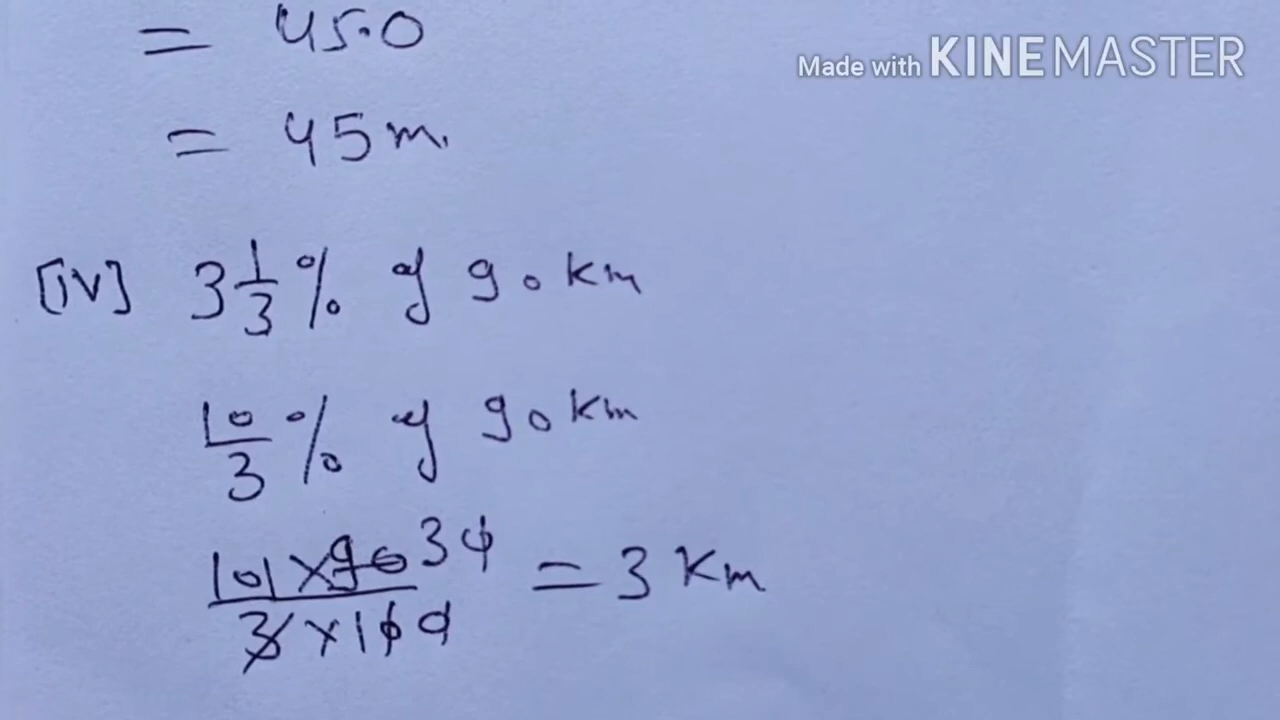 = 45.0
Made with KINEMASTER
= 45 m.
[iv] 3 1/3 % of 90 km
10/3 % of 90 km
10 × 90 30 / 3 × 100 = 3 Km